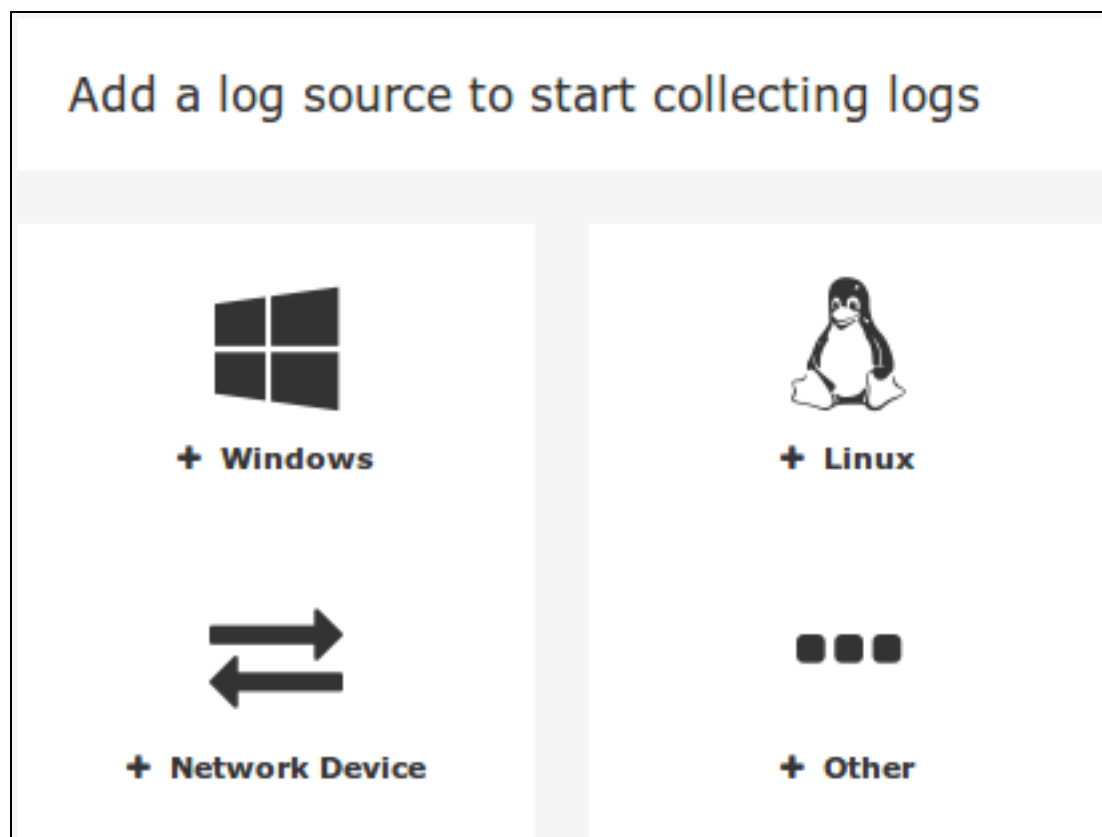 Add a log source to start collecting logs
+ Windows
+ Linux
+ Network Device
+ Other